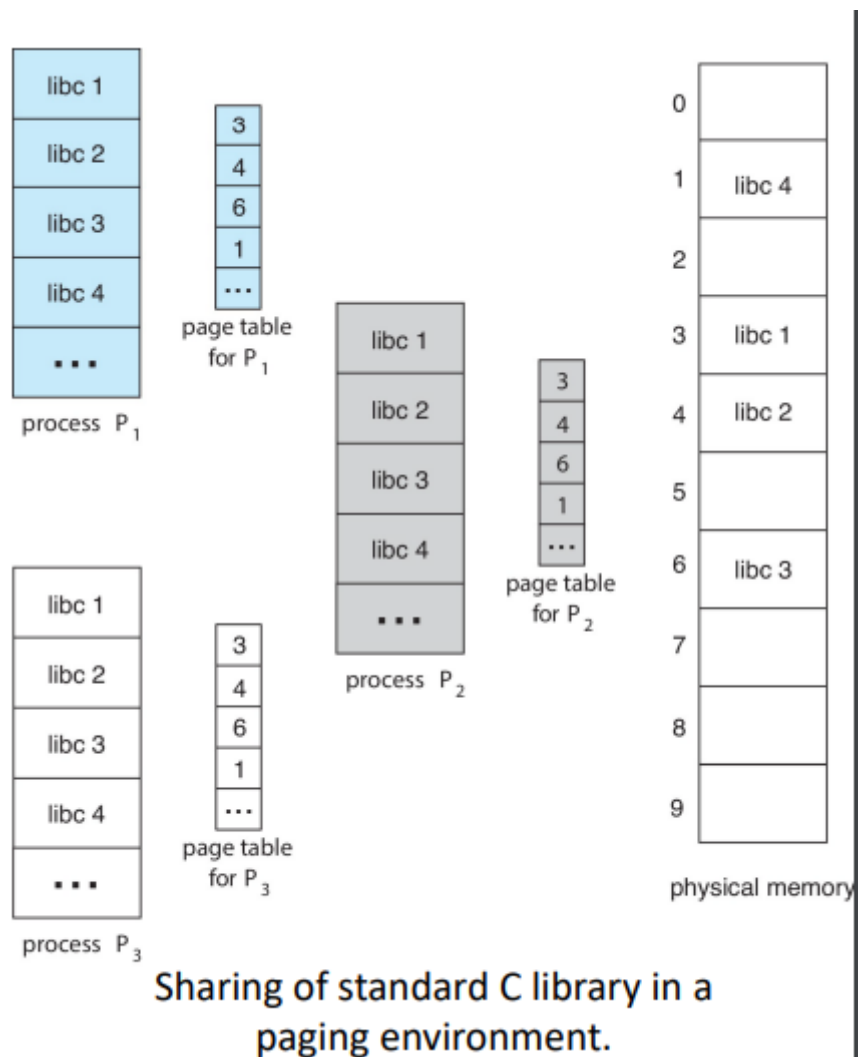 libc 1
libc 2
libc 3
libc 4
...
process P1
3
4
6
1
...
page table
for P1
libc 1
libc 2
libc 3
libc 4
...
process P2
3
4
6
1
...
page table
for P2
libc 1
libc 2
libc 3
libc 4
...
process P3
3
4
6
1
...
page table
for P3
0
1 libc 4
2
3 libc 1
4 libc 2
5
6 libc 3
7
8
9
physical memory
Sharing of standard C library in a
paging environment.